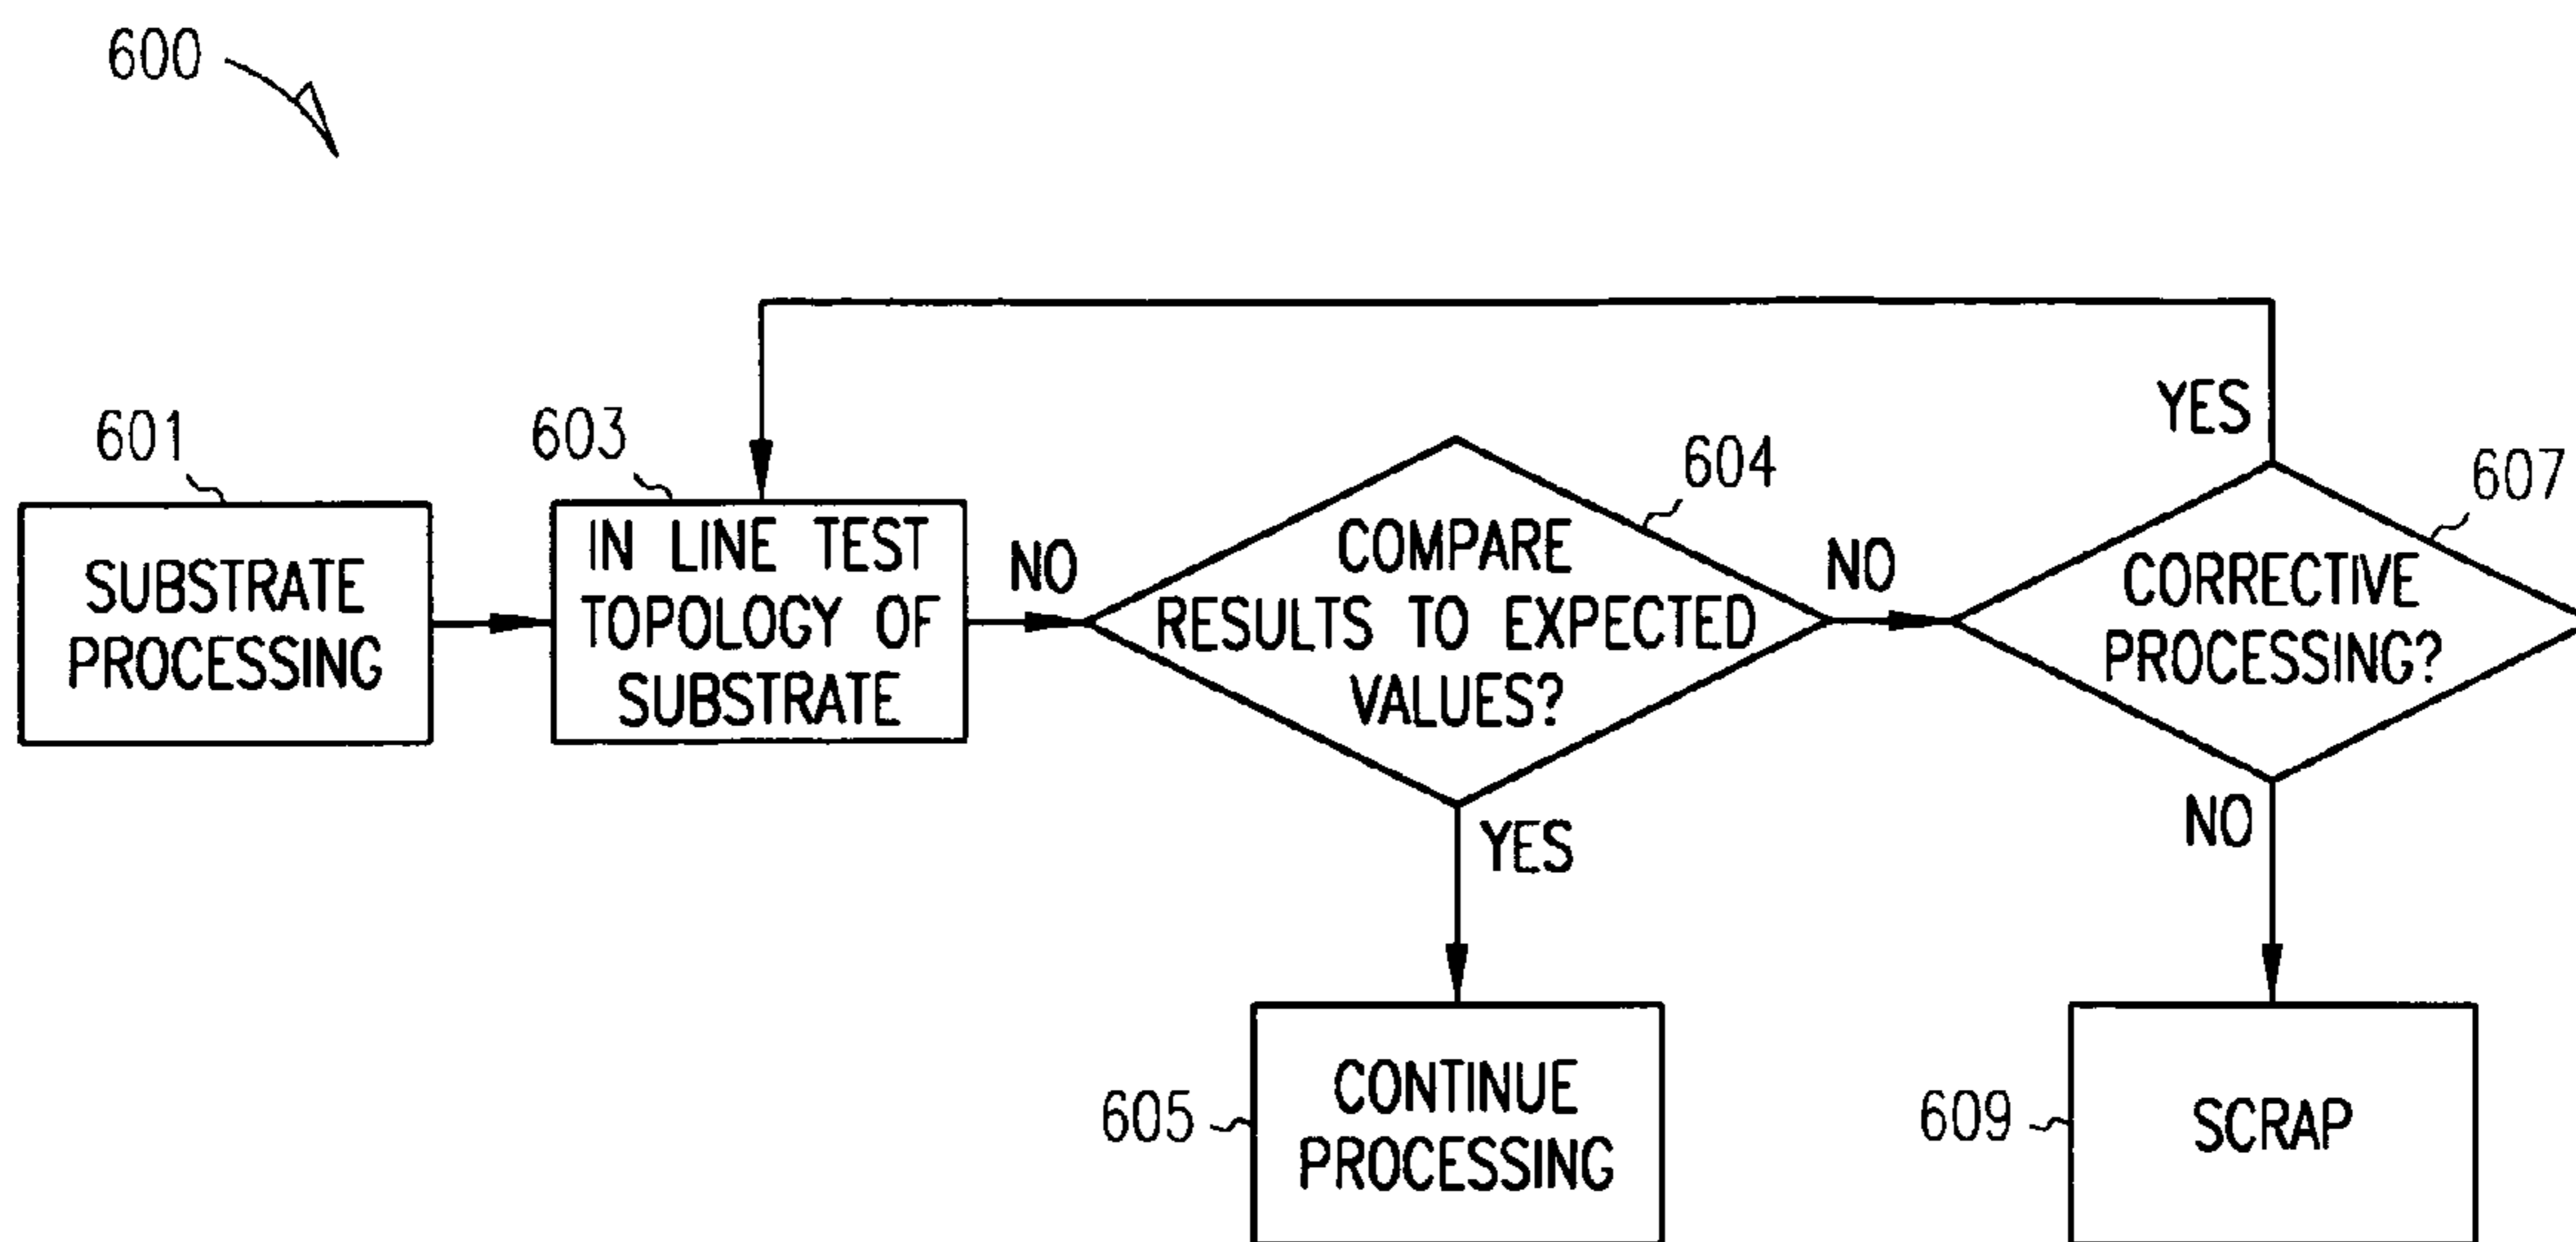 600
601
SUBSTRATE
PROCESSING
603
IN LINE TEST
TOPOLOGY OF
SUBSTRATE
NO
604
COMPARE
RESULTS TO EXPECTED
VALUES?
NO
YES
607
CORRECTIVE
PROCESSING?
YES
NO
605
CONTINUE
PROCESSING
609
SCRAP